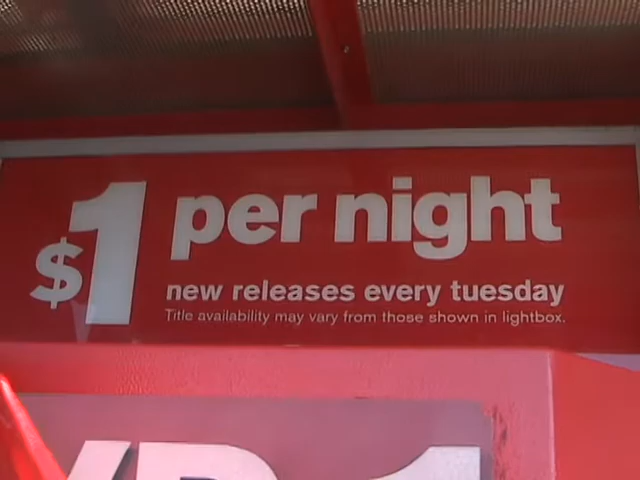 $1 per night
new releases every tuesday
Title availability may vary from those shown in lightbox.